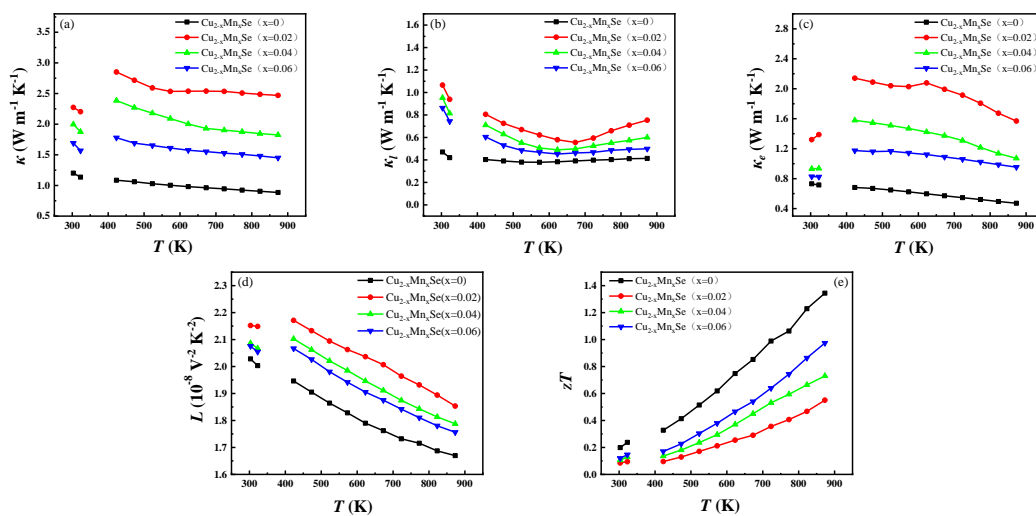 (a)
Cu2-xMnxSe（x=0）
Cu2-xMnxSe（x=0.02）
Cu2-xMnxSe（x=0.04）
Cu2-xMnxSe（x=0.06）
3.5
3.0
2.5
2.0
1.5
1.0
0.5
300 400 500 600 700 800 900
κ (W m-1 K-1)
T (K)
(b)
Cu2-xMnxSe（x=0）
Cu2-xMnxSe（x=0.02）
Cu2-xMnxSe（x=0.04）
Cu2-xMnxSe（x=0.06）
1.6
1.4
1.2
1.0
0.8
0.6
0.4
0.2
0.0
300 400 500 600 700 800 900
κl (W m-1 K-1)
T (K)
(c)
Cu2-xMnxSe（x=0）
Cu2-xMnxSe（x=0.02）
Cu2-xMnxSe（x=0.04）
Cu2-xMnxSe（x=0.06）
2.8
2.4
2.0
1.6
1.2
0.8
0.4
300 400 500 600 700 800 900
κe (W m-1 K-1)
T (K)
(d)
Cu2-xMnxSe(x=0)
Cu2-xMnxSe(x=0.02)
Cu2-xMnxSe(x=0.04)
Cu2-xMnxSe(x=0.06)
2.3
2.2
2.1
2.0
1.9
1.8
1.7
1.6
300 400 500 600 700 800 900
L (10-8 V-2 K-2)
T (K)
(e)
Cu2-xMnxSe（x=0）
Cu2-xMnxSe（x=0.02）
Cu2-xMnxSe（x=0.04）
Cu2-xMnxSe（x=0.06）
1.4
1.2
1.0
0.8
0.6
0.4
0.2
0.0
300 400 500 600 700 800 900
zT
T (K)